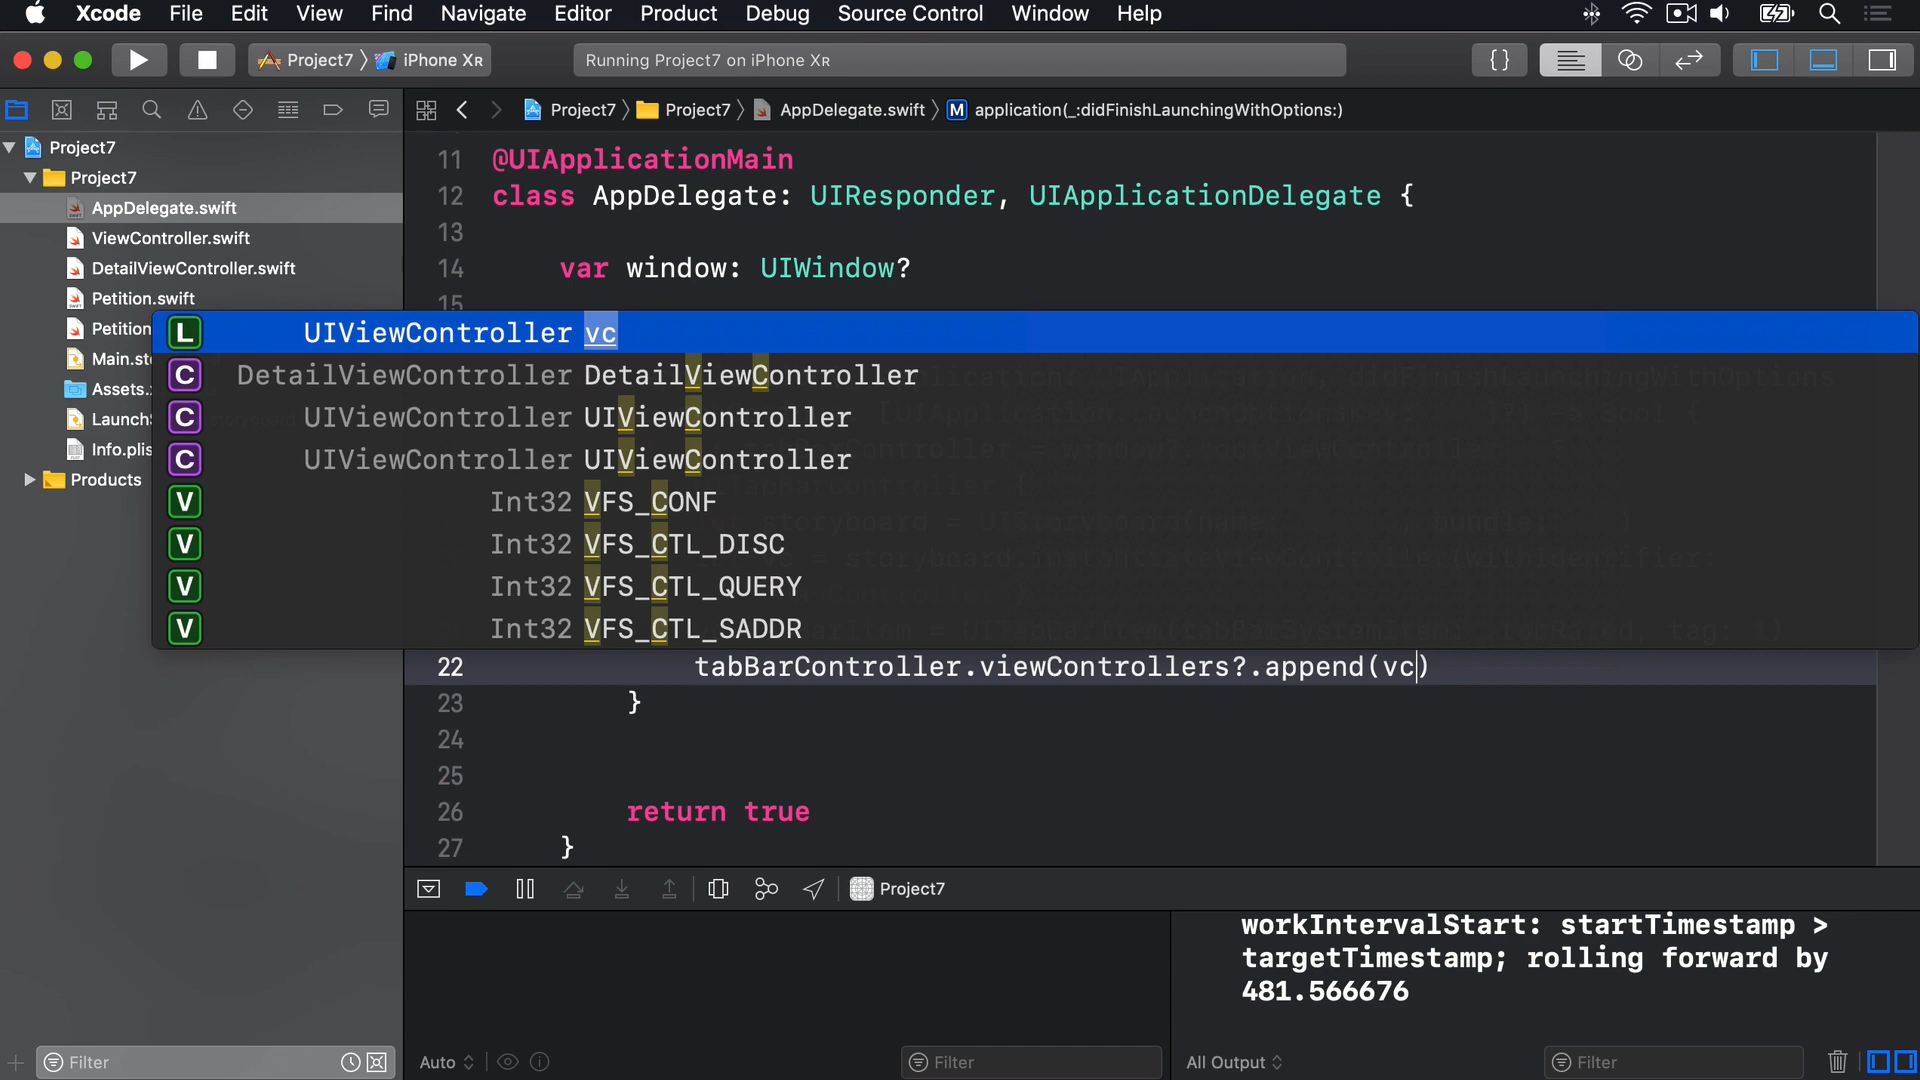 Xcode File Edit View Find Navigate Editor Product Debug Source Control Window Help
Project7 iPhone XR
Running Project7 on iPhone XR
{}
Project7 Project7 AppDelegate.swift M application(_:didFinishLaunchingWithOptions:)
Project7
Project7
AppDelegate.swift
ViewController.swift
DetailViewController.swift
Petition.swift
Petition
Main.sto
Assets.
Launch
Info.plis
Products
11 @UIApplicationMain
12 class AppDelegate: UIResponder, UIApplicationDelegate {
13
14 var window: UIWindow?
15
L UIViewController vc
C DetailViewController DetailViewController
C UIViewController UIViewController
C UIViewController UIViewController
V Int32 VFS_CONF
V Int32 VFS_CTL_DISC
V Int32 VFS_CTL_QUERY
V Int32 VFS_CTL_SADDR
22 tabBarController.viewControllers?.append(vc)
23 }
24
25
26 return true
27 }
Project7
workIntervalStart: startTimestamp >
targetTimestamp; rolling forward by
481.566676
Filter
Auto
Filter
All Output
Filter